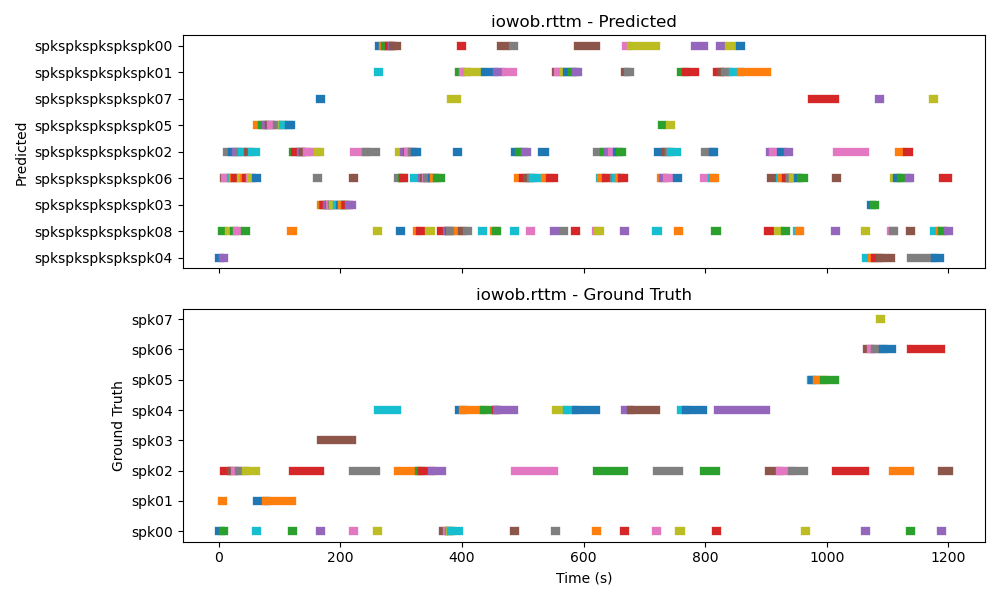 iowob.rttm - Predicted
Predicted
spkspkspkspkspk00
spkspkspkspkspk01
spkspkspkspkspk07
spkspkspkspkspk05
spkspkspkspkspk02
spkspkspkspkspk06
spkspkspkspkspk03
spkspkspkspkspk08
spkspkspkspkspk04
iowob.rttm - Ground Truth
Ground Truth
spk07
spk06
spk05
spk04
spk03
spk02
spk01
spk00
0 200 400 600 800 1000 1200
Time (s)